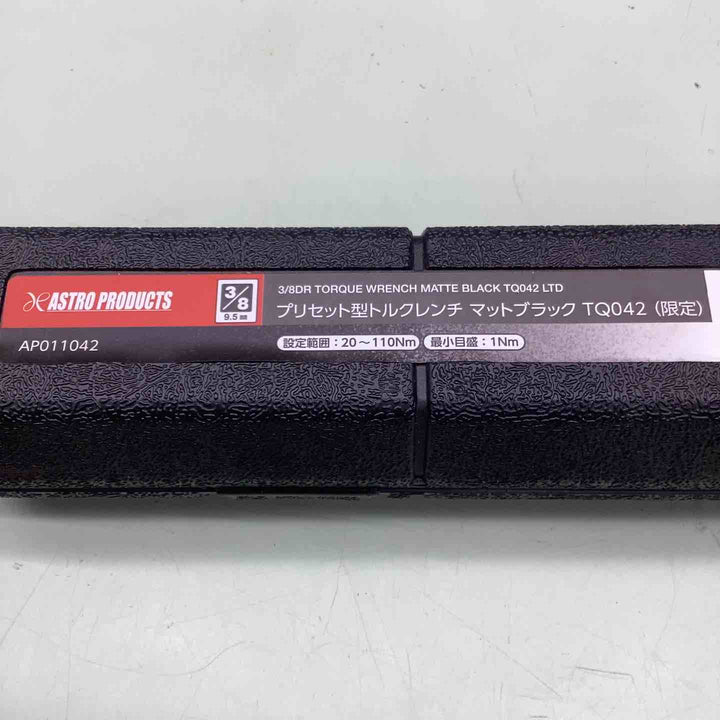 ASTRO PRODUCTS
3/8
9.5㎜
3/8DR TORQUE WRENCH MATTE BLACK TQ042 LTD
プリセット型トルクレンチ マットブラック TQ042（限定）
AP011042
設定範囲：20～110Nm 最小目盛：1Nm